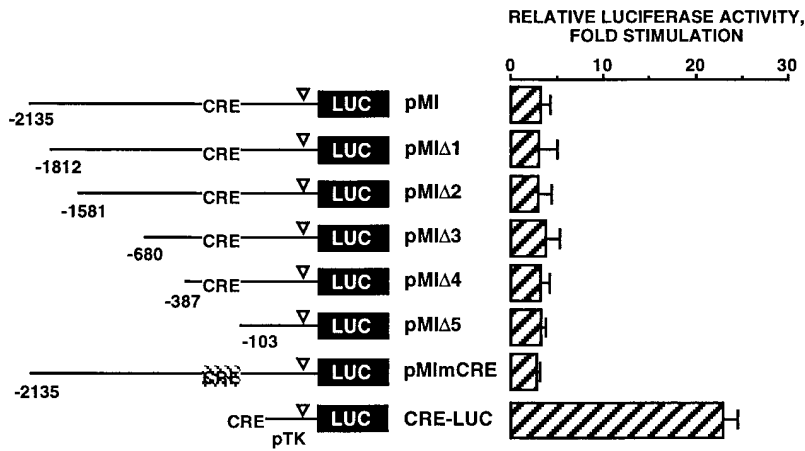 RELATIVE LUCIFERASE ACTIVITY,
FOLD STIMULATION
0 10 20 30
-2135 CRE LUC pMI
-1812 CRE LUC pMIΔ1
-1581 CRE LUC pMIΔ2
-680 CRE LUC pMIΔ3
-387 CRE LUC pMIΔ4
-103 LUC pMIΔ5
-2135 CRE LUC pMImCRE
CRE pTK LUC CRE-LUC